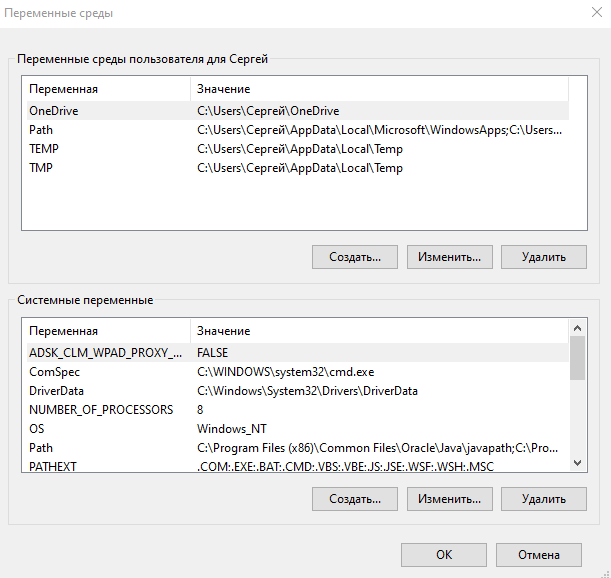 Переменные среды
Переменные среды пользователя для Сергей
Переменная Значение
OneDrive C:\Users\Сергей\OneDrive
Path C:\Users\Сергей\AppData\Local\Microsoft\WindowsApps;C:\Users...
TEMP C:\Users\Сергей\AppData\Local\Temp
TMP C:\Users\Сергей\AppData\Local\Temp
Создать... Изменить... Удалить
Системные переменные
Переменная Значение
ADSK_CLM_WPAD_PROXY_... FALSE
ComSpec C:\WINDOWS\system32\cmd.exe
DriverData C:\Windows\System32\Drivers\DriverData
NUMBER_OF_PROCESSORS 8
OS Windows_NT
Path C:\Program Files (x86)\Common Files\Oracle\Java\javapath;C:\Pro...
PATHEXT .COM;.EXE;.BAT;.CMD;.VBS;.VBE;.JS;.JSE;.WSF;.WSH;.MSC
Создать... Изменить... Удалить
OK Отмена